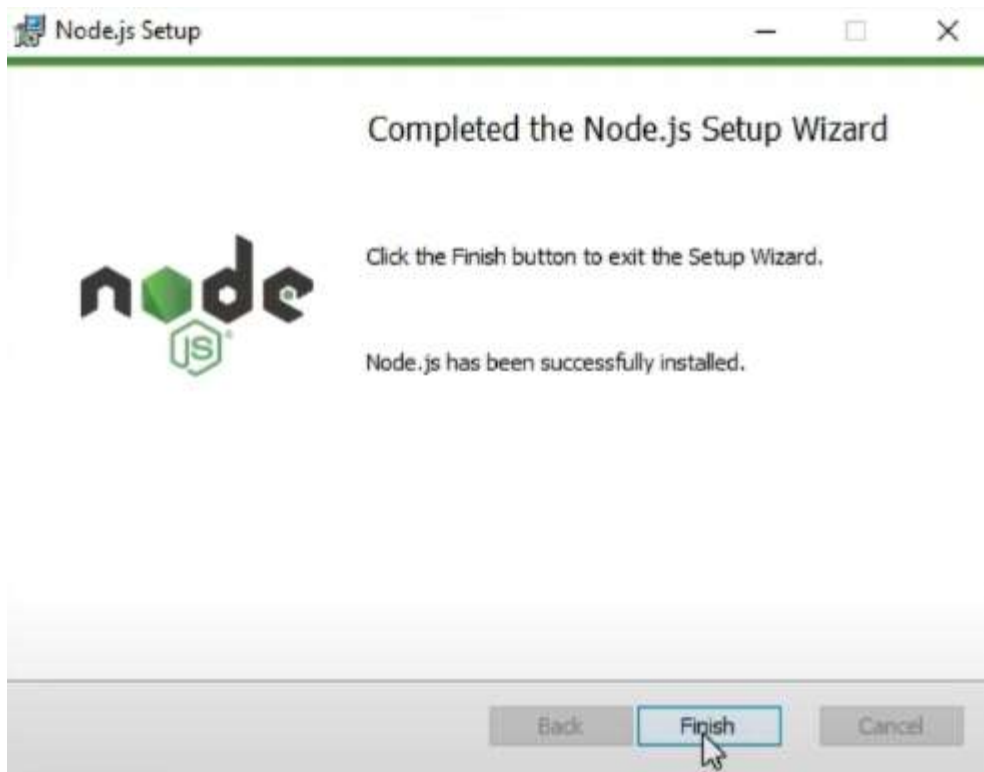 Node.js Setup
Completed the Node.js Setup Wizard
Click the Finish button to exit the Setup Wizard.
node
JS
Node.js has been successfully installed.
Back Finish Cancel